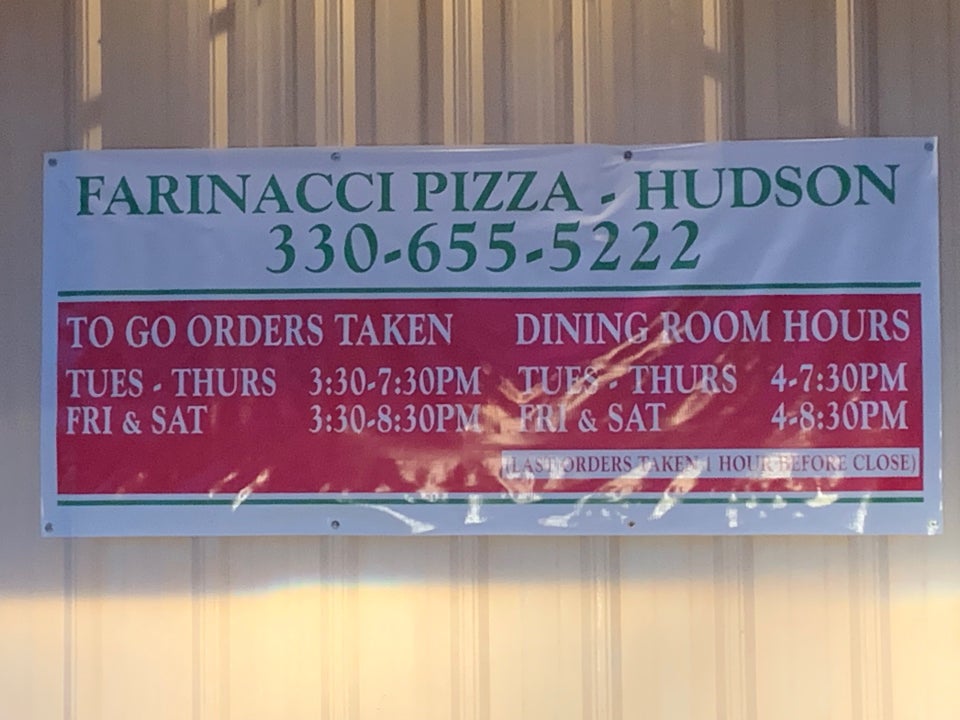 FARINACCI PIZZA - HUDSON
330-655-5222
TO GO ORDERS TAKEN
TUES - THURS 3:30-7:30PM
FRI & SAT 3:30-8:30PM
DINING ROOM HOURS
TUES - THURS 4-7:30PM
FRI & SAT 4-8:30PM
(LAST ORDERS TAKEN 1 HOUR BEFORE CLOSE)